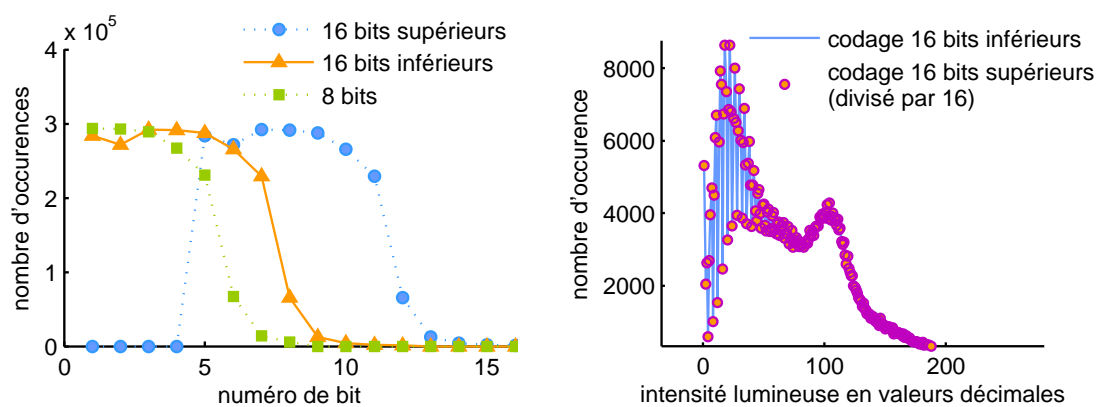 x 10^5
16 bits supérieurs
16 bits inférieurs
8 bits
4
3
2
1
0
0
5
10
15
nombre d'occurences
numéro de bit
codage 16 bits inférieurs
codage 16 bits supérieurs
(divisé par 16)
8000
6000
4000
2000
0
100
200
nombre d'occurence
intensité lumineuse en valeurs décimales